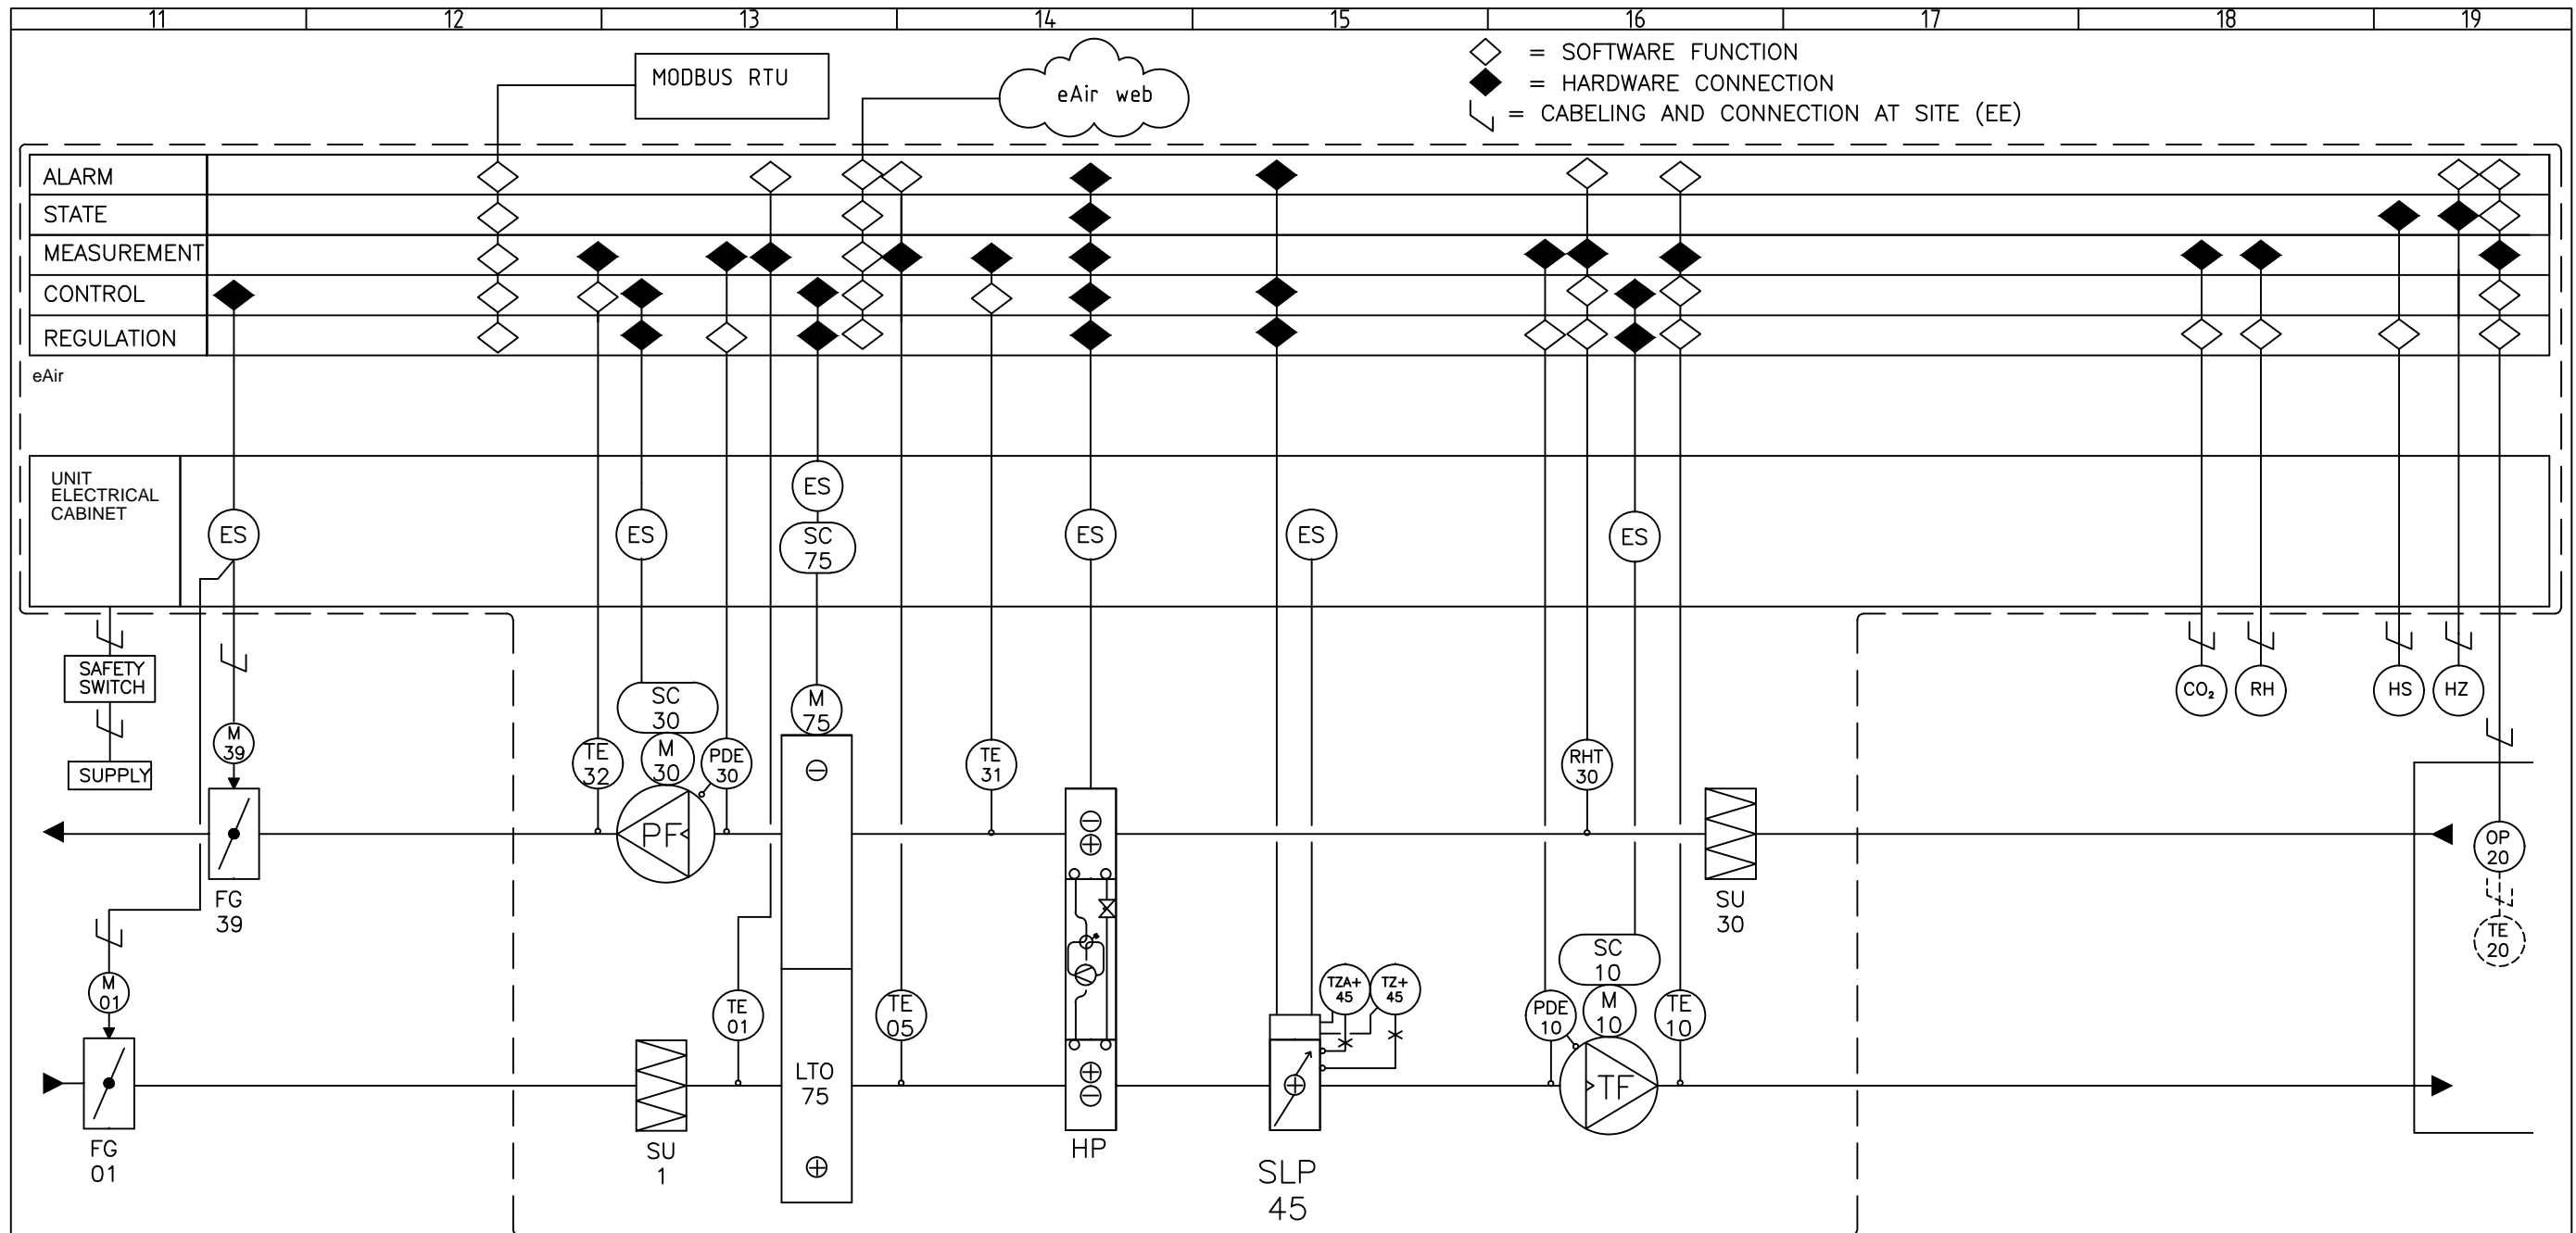 11 12 13 14 15 16 17 18 19
MODBUS RTU
eAir web
= SOFTWARE FUNCTION
= HARDWARE CONNECTION
= CABELING AND CONNECTION AT SITE (EE)
ALARM
STATE
MEASUREMENT
CONTROL
REGULATION
eAir
UNIT
ELECTRICAL
CABINET
ES
ES
ES
SC
75
ES
ES
ES
SAFETY
SWITCH
SUPPLY
M
39
FG
39
M
01
FG
01
TE
32
SC
30
M
30
PF
PDE
30
M
75
TE
31
RHT
30
SU
30
CO₂
RH
HS
HZ
OP
20
TE
20
SU
1
TE
01
LTO
75
TE
05
HP
SLP
45
TZA+
45
TZ+
45
PDE
10
SC
10
M
10
TF
TE
10